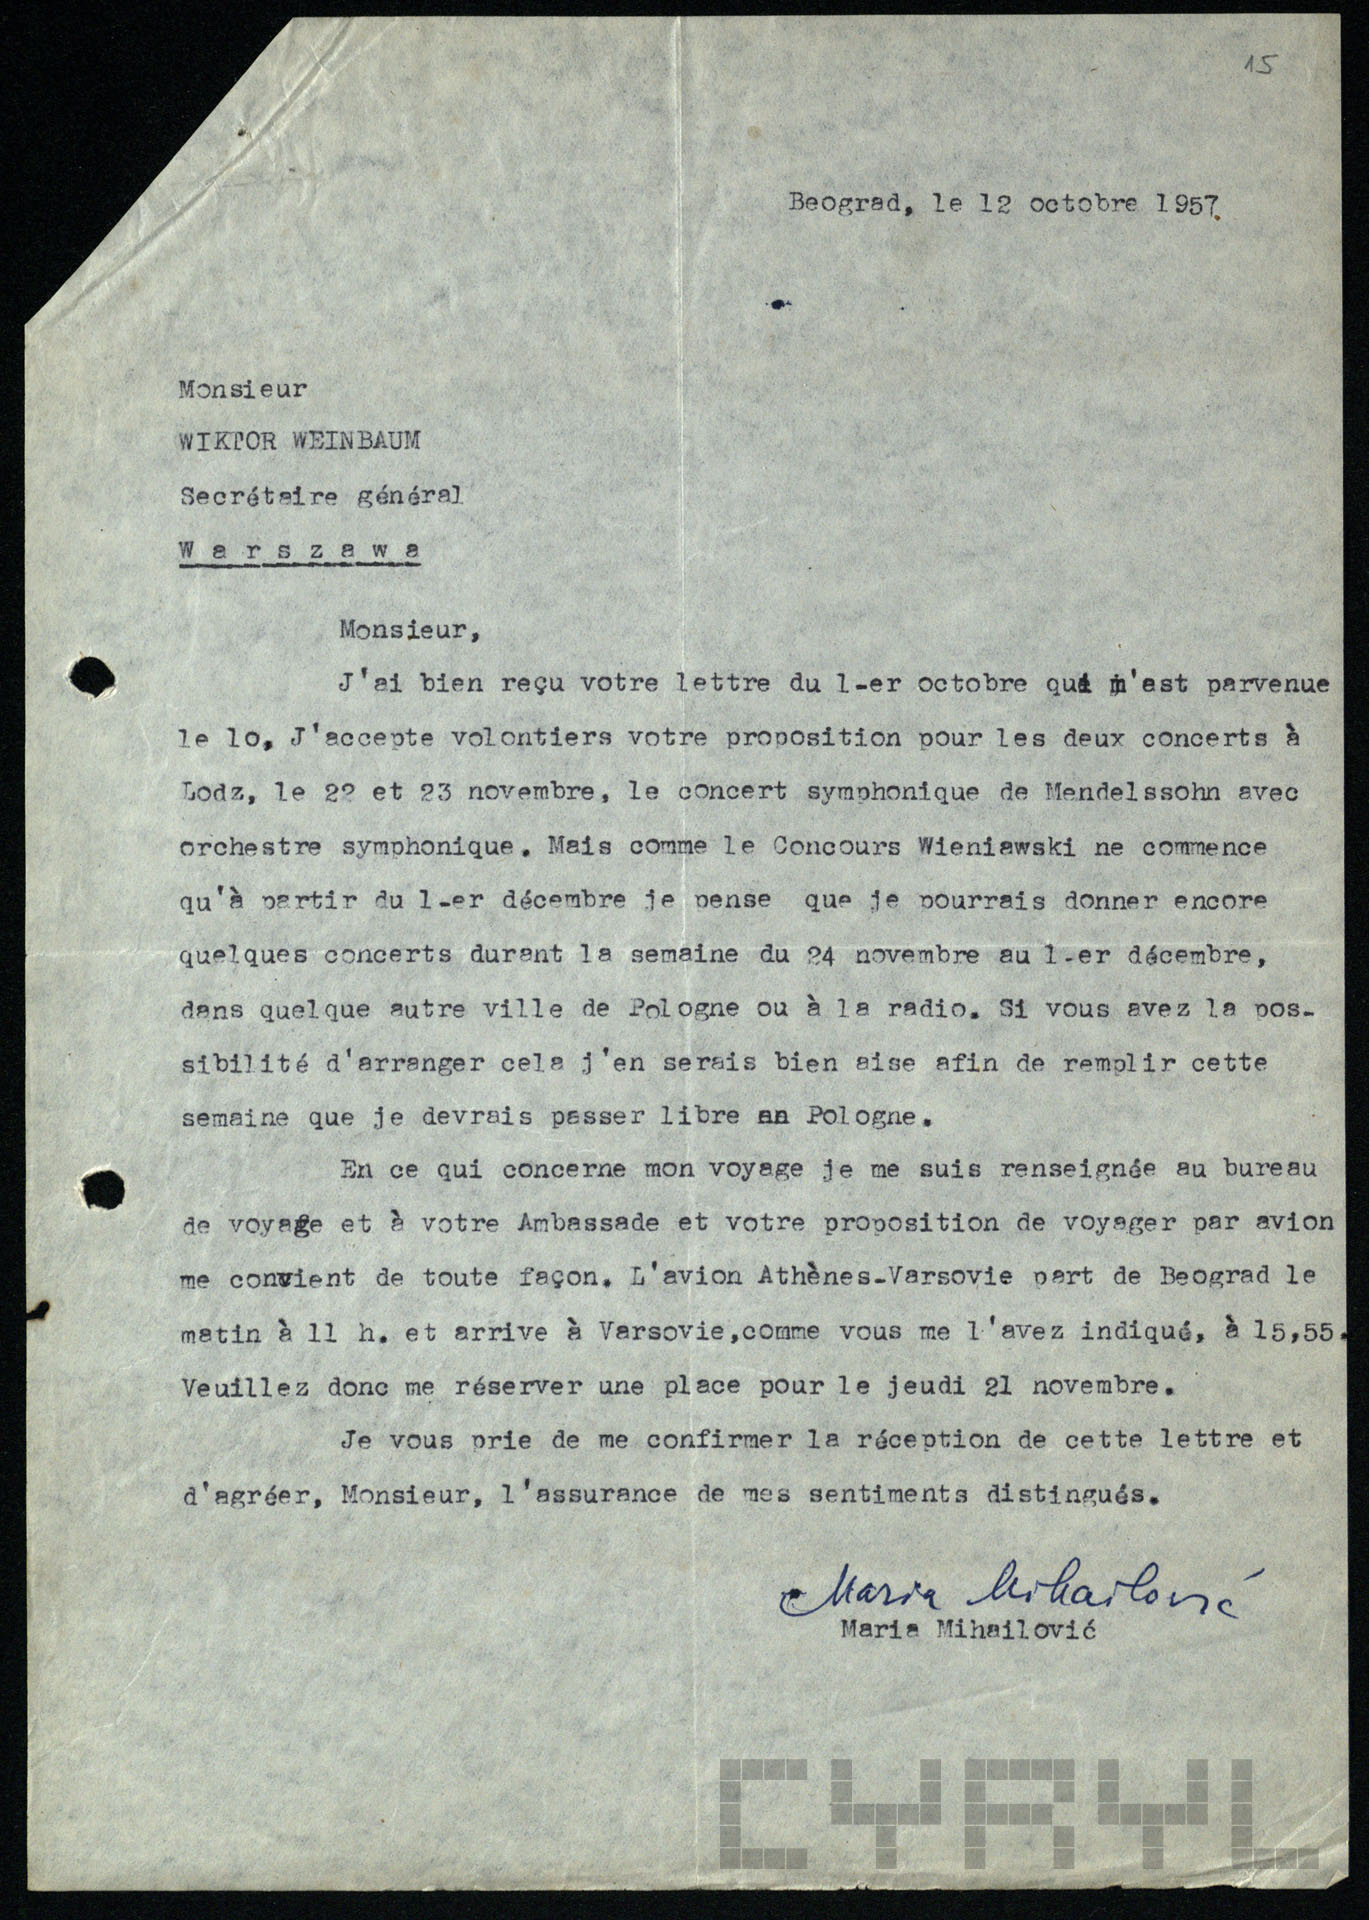 15
Beograd, le 12 octobre 1957.
Monsieur
WIKTOR WEINBAUM
Secrétaire général
W a r s z a w a
Monsieur,
J'ai bien reçu votre lettre du 1-er octobre qui m'est parvenue
le lo. J'accepte volontiers votre proposition pour les deux concerts à
Lodz, le 22 et 23 novembre, le concert symphonique de Mendelssohn avec
orchestre symphonique. Mais comme le Concours Wieniawski ne commence
qu'à partir du 1-er décembre je pense que je pourrais donner encore
quelques concerts durant la semaine du 24 novembre au 1-er décembre,
dans quelque autre ville de Pologne ou à la radio. Si vous avez la pos-
sibilité d'arranger cela j'en serais bien aise afin de remplir cette
semaine que je devrais passer libre an Pologne.
En ce qui concerne mon voyage je me suis renseignée au bureau
de voyage et à votre Ambassade et votre proposition de voyager par avion
me convient de toute façon. L'avion Athènes-Varsovie part de Beograd le
matin à 11 h. et arrive à Varsovie,comme vous me l'avez indiqué, à 15,55.
Veuillez donc me réserver une place pour le jeudi 21 novembre.
Je vous prie de me confirmer la réception de cette lettre et
d'agréer, Monsieur, l'assurance de mes sentiments distingués.
Maria Mihailović
Maria Mihailović
CYRYL